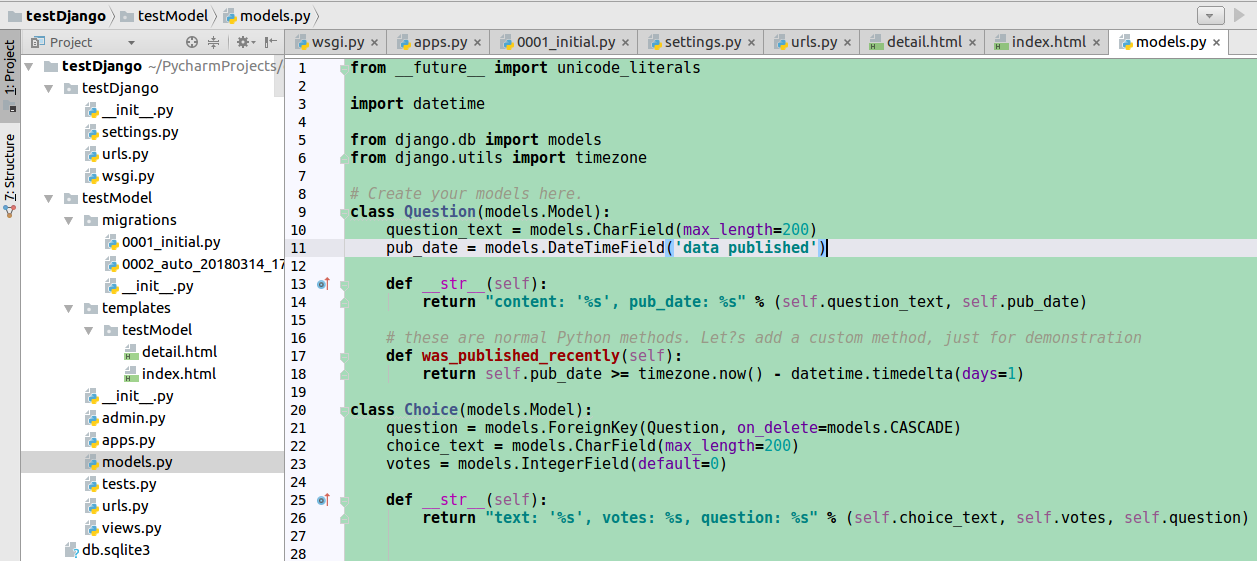 testDjango testModel models.py
1: Project
7: Structure
Project
wsgi.py × apps.py × 0001_initial.py × settings.py × urls.py × detail.html × index.html × models.py ×
testDjango ~/PycharmProjects/
testDjango
__init__.py
settings.py
urls.py
wsgi.py
testModel
migrations
0001_initial.py
0002_auto_20180314_17
__init__.py
templates
testModel
detail.html
index.html
__init__.py
admin.py
apps.py
models.py
tests.py
urls.py
views.py
db.sqlite3
1 from __future__ import unicode_literals
2
3 import datetime
4
5 from django.db import models
6 from django.utils import timezone
7
8 # Create your models here.
9 class Question(models.Model):
10     question_text = models.CharField(max_length=200)
11     pub_date = models.DateTimeField('data published')
12
13     def __str__(self):
14         return "content: '%s', pub_date: %s" % (self.question_text, self.pub_date)
15
16     # these are normal Python methods. Let?s add a custom method, just for demonstration
17     def was_published_recently(self):
18         return self.pub_date >= timezone.now() - datetime.timedelta(days=1)
19
20 class Choice(models.Model):
21     question = models.ForeignKey(Question, on_delete=models.CASCADE)
22     choice_text = models.CharField(max_length=200)
23     votes = models.IntegerField(default=0)
24
25     def __str__(self):
26         return "text: '%s', votes: %s, question: %s" % (self.choice_text, self.votes, self.question)
27
28